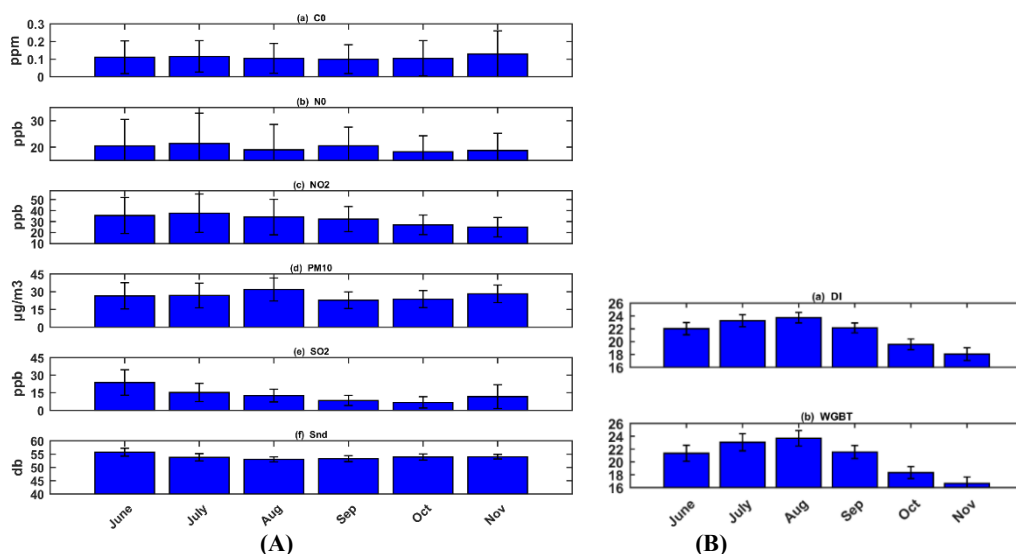 (a) C0
ppm
0.3
0.2
0.1
0
(b) N0
ppb
30
20
(c) NO2
ppb
50
40
30
20
10
(d) PM10
µg/m3
45
30
15
0
(e) SO2
ppb
45
30
15
0
(f) Snd
db
60
55
50
45
40
June July Aug Sep Oct Nov
(A)
(a) DI
26
24
22
20
18
16
(b) WGBT
26
24
22
20
18
16
June July Aug Sep Oct Nov
(B)